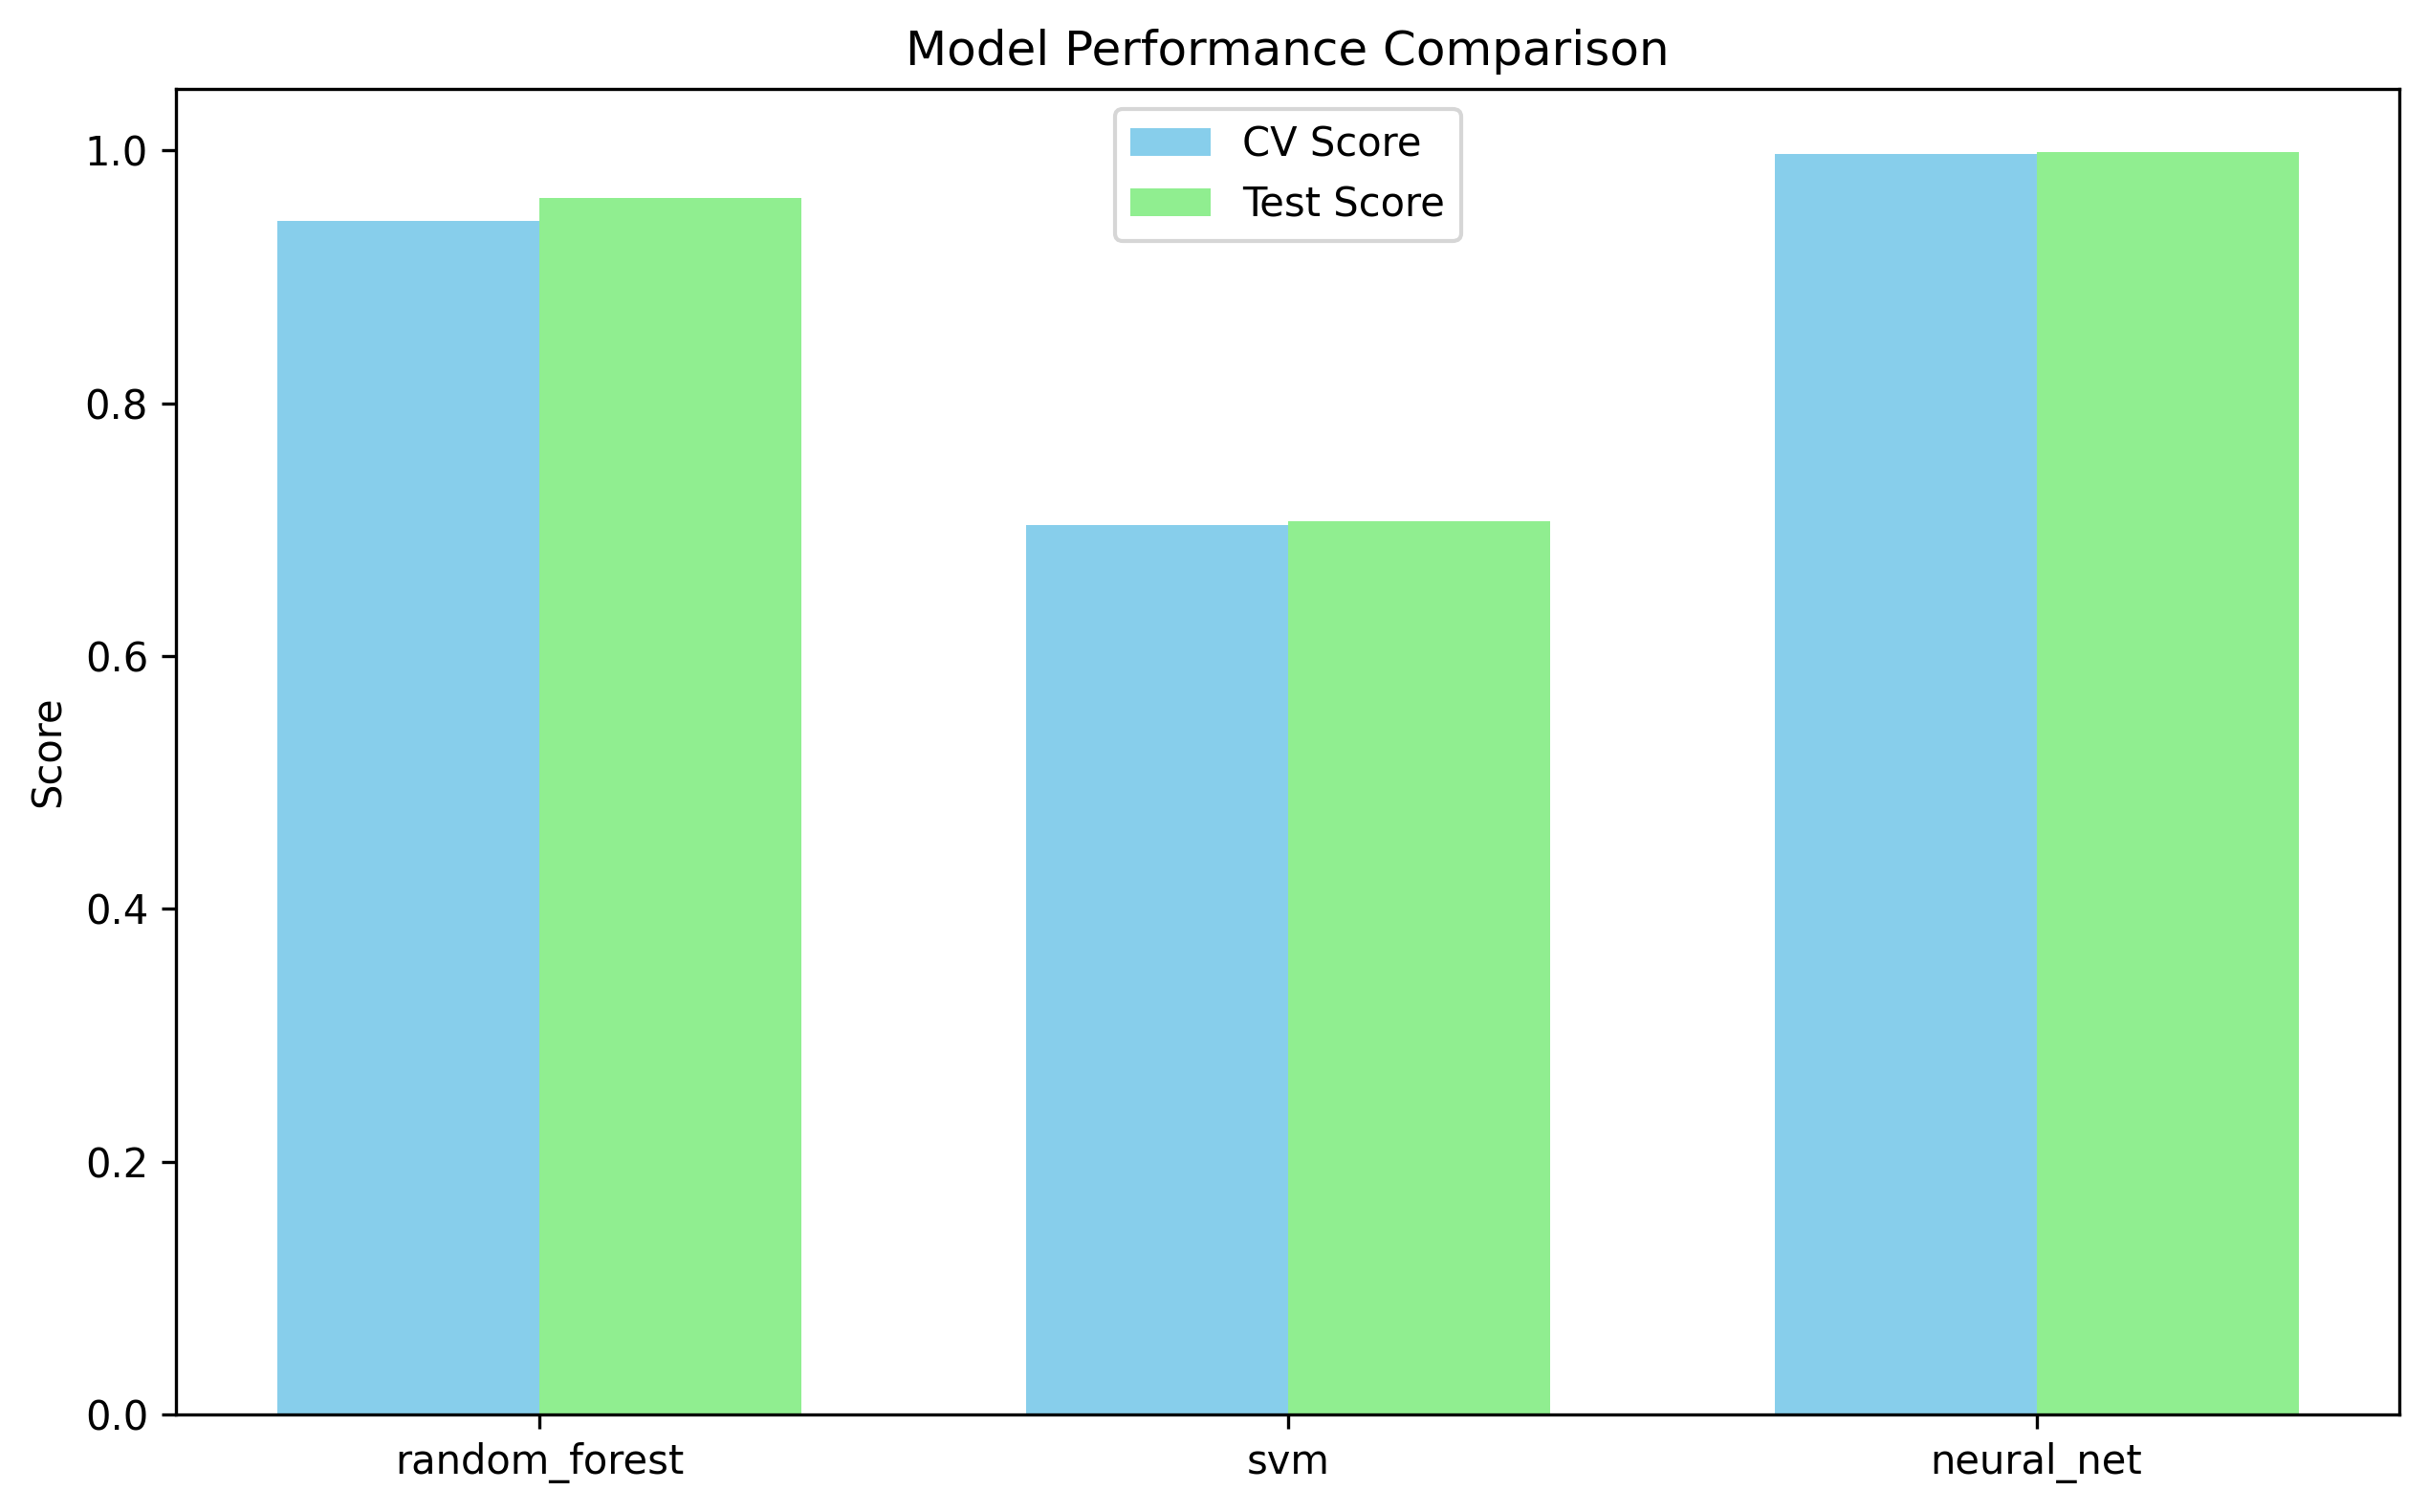 Model Performance Comparison
CV Score
Test Score
1.0
0.8
0.6
0.4
0.2
0.0
Score
random_forest
svm
neural_net